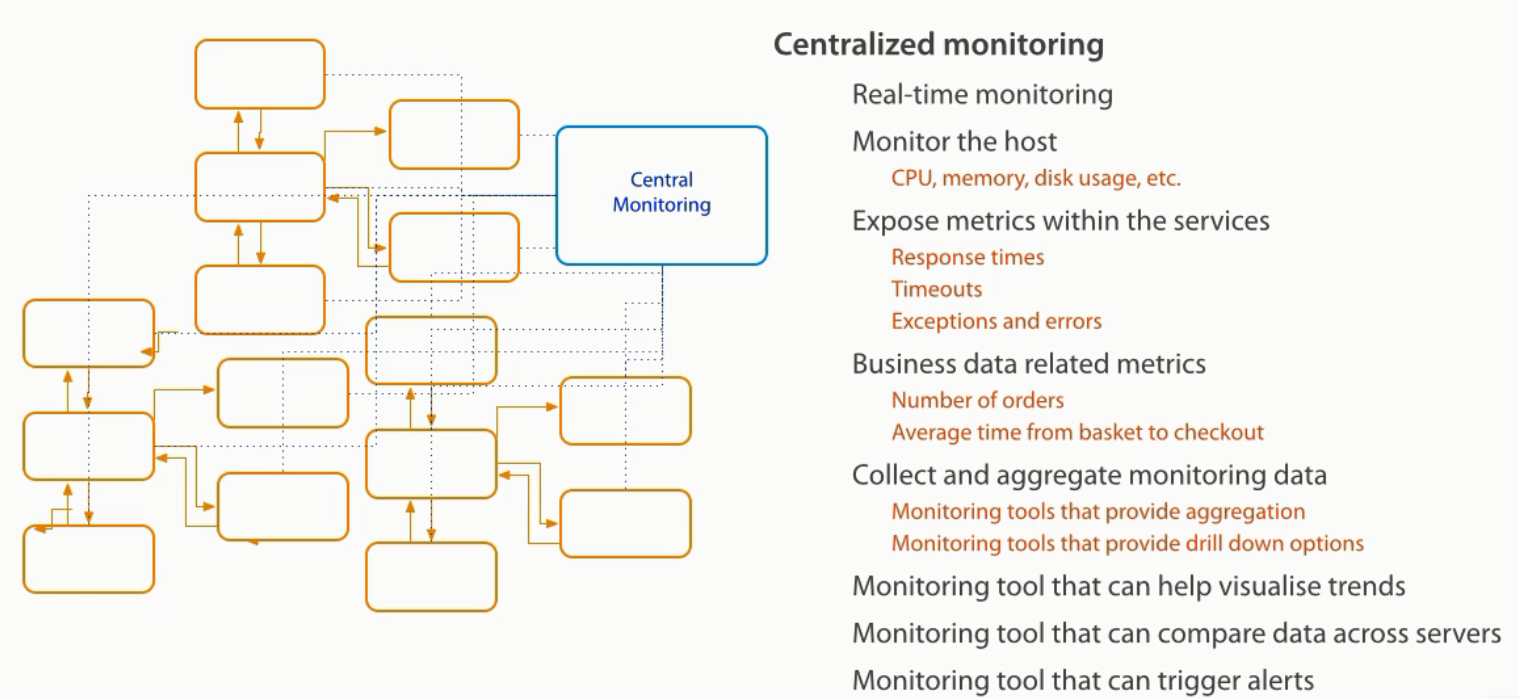 Central
Monitoring
Centralized monitoring
Real-time monitoring
Monitor the host
CPU, memory, disk usage, etc.
Expose metrics within the services
Response times
Timeouts
Exceptions and errors
Business data related metrics
Number of orders
Average time from basket to checkout
Collect and aggregate monitoring data
Monitoring tools that provide aggregation
Monitoring tools that provide drill down options
Monitoring tool that can help visualise trends
Monitoring tool that can compare data across servers
Monitoring tool that can trigger alerts